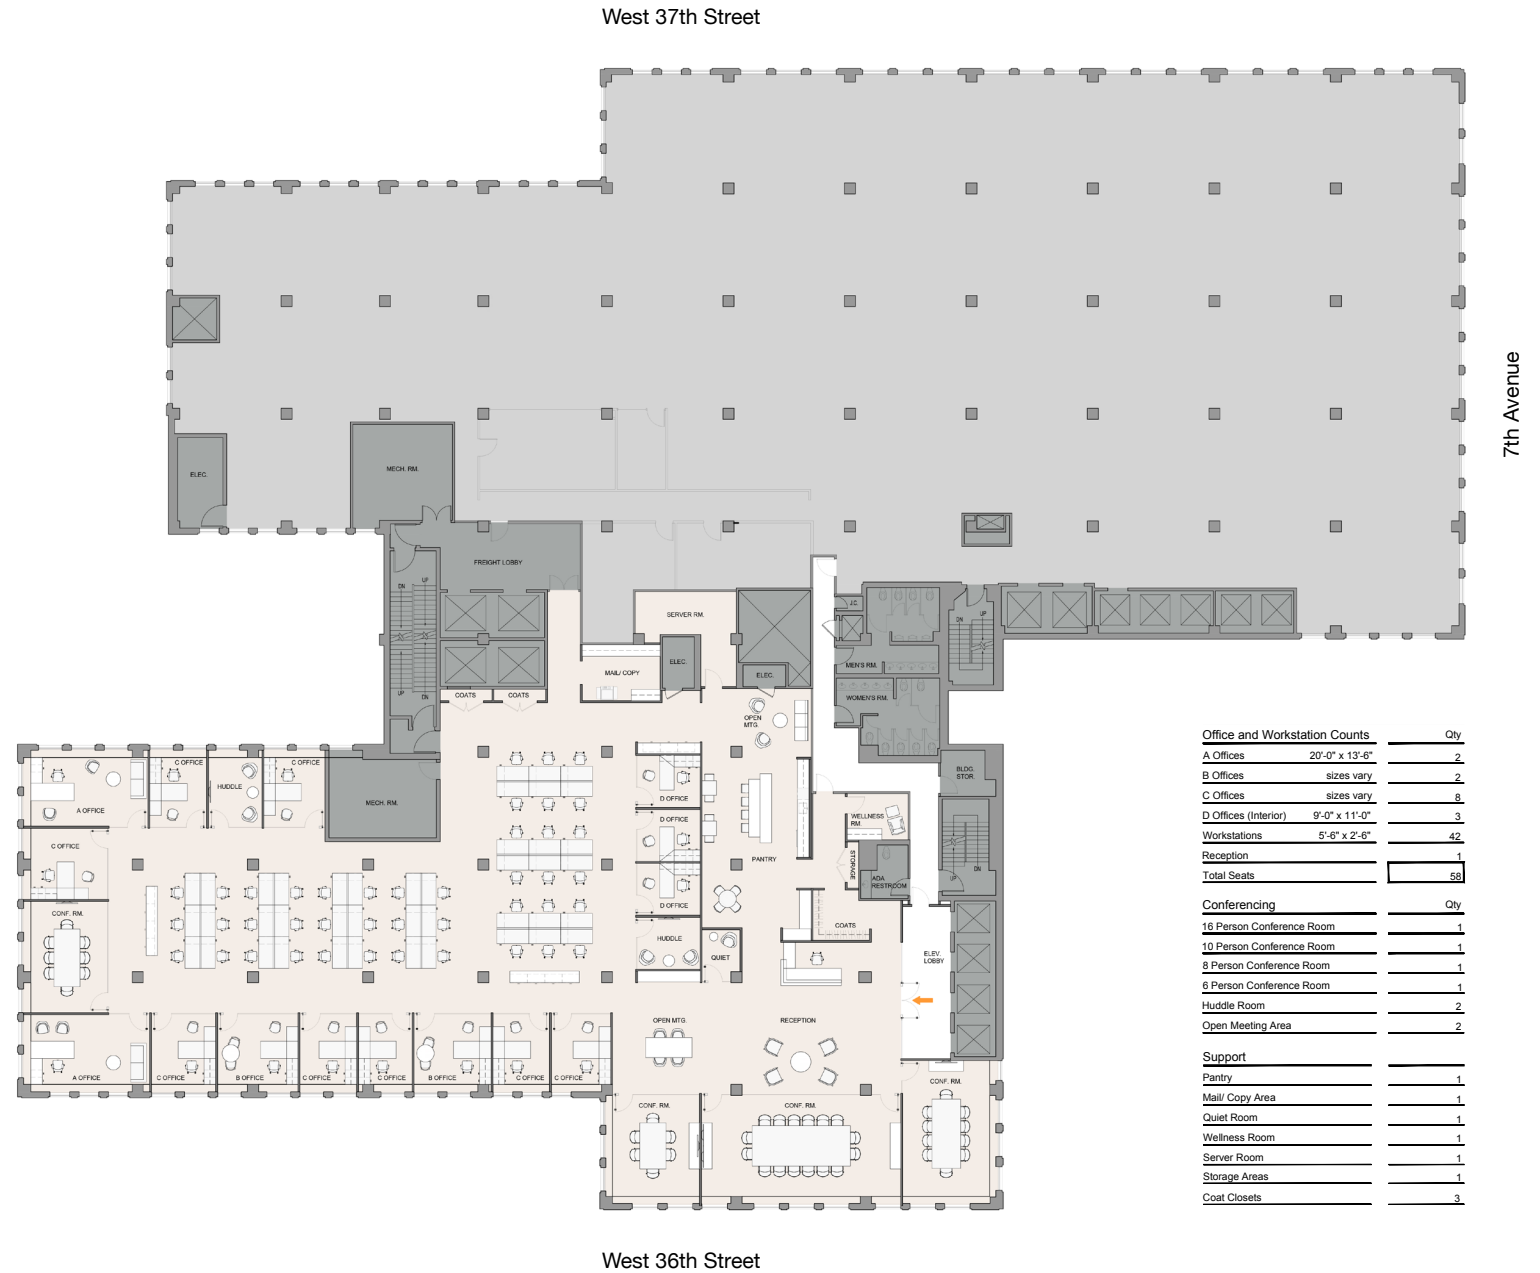 West 37th Street
7th Avenue
ELEC.
MECH. RM.
FREIGHT LOBBY
DN
UP
UP
DN
SERVER RM.
J.C.
DN
UP
MAIL/ COPY
ELEC.
ELEC.
MEN'S RM.
WOMEN'S RM.
COATS
COATS
OPEN
MTG.
C OFFICE
C OFFICE
HUDDLE
A OFFICE
MECH. RM.
D OFFICE
D OFFICE
D OFFICE
BLDG
STOR.
WELLNESS
RM.
STORAGE
PANTRY
C OFFICE
ADA
RESTROOM
UP
DN
CONF. RM.
COATS
HUDDLE
QUIET
ELEV.
LOBBY
OPEN MTG.
RECEPTION
A OFFICE
C OFFICE
B OFFICE
C OFFICE
C OFFICE
B OFFICE
C OFFICE
C OFFICE
CONF. RM.
CONF. RM.
CONF. RM.
Office and Workstation Counts Qty
A Offices 20'-0" x 13'-6" 2
B Offices sizes vary 2
C Offices sizes vary 8
D Offices (Interior) 9'-0" x 11'-0" 3
Workstations 5'-6" x 2'-6" 42
Reception 1
Total Seats 58
Conferencing Qty
16 Person Conference Room 1
10 Person Conference Room 1
8 Person Conference Room 1
6 Person Conference Room 1
Huddle Room 2
Open Meeting Area 2
Support
Pantry 1
Mail/ Copy Area 1
Quiet Room 1
Wellness Room 1
Server Room 1
Storage Areas 1
Coat Closets 3
West 36th Street